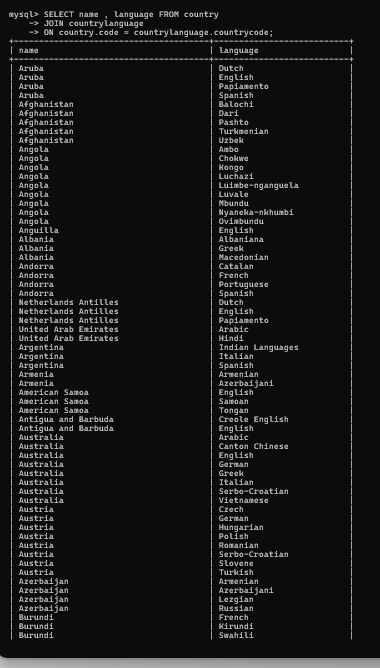 mysql> SELECT name , language FROM country
    -> JOIN countrylanguage
    -> ON country.code = countrylanguage.countrycode;
| name | language |
| Aruba | Dutch |
| Aruba | English |
| Aruba | Papiamento |
| Aruba | Spanish |
| Afghanistan | Balochi |
| Afghanistan | Dari |
| Afghanistan | Pashto |
| Afghanistan | Turkmenian |
| Afghanistan | Uzbek |
| Angola | Ambo |
| Angola | Chokwe |
| Angola | Kongo |
| Angola | Luchazi |
| Angola | Luimbe-nganguela |
| Angola | Luvale |
| Angola | Mbundu |
| Angola | Nyaneka-nkhumbi |
| Angola | Ovimbundu |
| Anguilla | English |
| Albania | Albaniana |
| Albania | Greek |
| Albania | Macedonian |
| Andorra | Catalan |
| Andorra | French |
| Andorra | Portuguese |
| Andorra | Spanish |
| Netherlands Antilles | Dutch |
| Netherlands Antilles | English |
| Netherlands Antilles | Papiamento |
| United Arab Emirates | Arabic |
| United Arab Emirates | Hindi |
| Argentina | Indian Languages |
| Argentina | Italian |
| Argentina | Spanish |
| Armenia | Armenian |
| Armenia | Azerbaijani |
| American Samoa | English |
| American Samoa | Samoan |
| American Samoa | Tongan |
| Antigua and Barbuda | Creole English |
| Antigua and Barbuda | English |
| Australia | Arabic |
| Australia | Canton Chinese |
| Australia | English |
| Australia | German |
| Australia | Greek |
| Australia | Italian |
| Australia | Serbo-Croatian |
| Australia | Vietnamese |
| Austria | Czech |
| Austria | German |
| Austria | Hungarian |
| Austria | Polish |
| Austria | Romanian |
| Austria | Serbo-Croatian |
| Austria | Slovene |
| Austria | Turkish |
| Azerbaijan | Armenian |
| Azerbaijan | Azerbaijani |
| Azerbaijan | Lezgian |
| Azerbaijan | Russian |
| Burundi | French |
| Burundi | Kirundi |
| Burundi | Swahili |